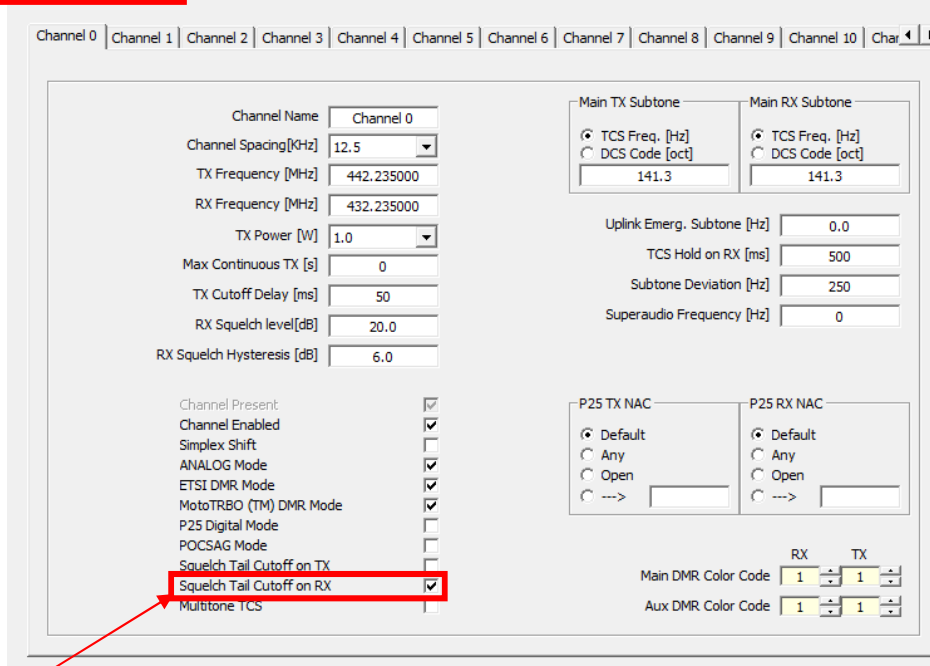 Channel 0 Channel 1 Channel 2 Channel 3 Channel 4 Channel 5 Channel 6 Channel 7 Channel 8 Channel 9 Channel 10
Channel Name Channel 0
Channel Spacing[KHz] 12.5
TX Frequency [MHz] 442.235000
RX Frequency [MHz] 432.235000
TX Power [W] 1.0
Max Continuous TX [s] 0
TX Cutoff Delay [ms] 50
RX Squelch level[dB] 20.0
RX Squelch Hysteresis [dB] 6.0
Main TX Subtone Main RX Subtone
TCS Freq. [Hz] TCS Freq. [Hz]
DCS Code [oct] DCS Code [oct]
141.3 141.3
Uplink Emerg. Subtone [Hz] 0.0
TCS Hold on RX [ms] 500
Subtone Deviation [Hz] 250
Superaudio Frequency [Hz] 0
Channel Present
Channel Enabled
Simplex Shift
ANALOG Mode
ETSI DMR Mode
MotoTRBO (TM) DMR Mode
P25 Digital Mode
POCSAG Mode
Squelch Tail Cutoff on TX
Squelch Tail Cutoff on RX
Multitone TCS
P25 TX NAC P25 RX NAC
Default Default
Any Any
Open Open
---> --->
RX TX
Main DMR Color Code 1 1
Aux DMR Color Code 1 1